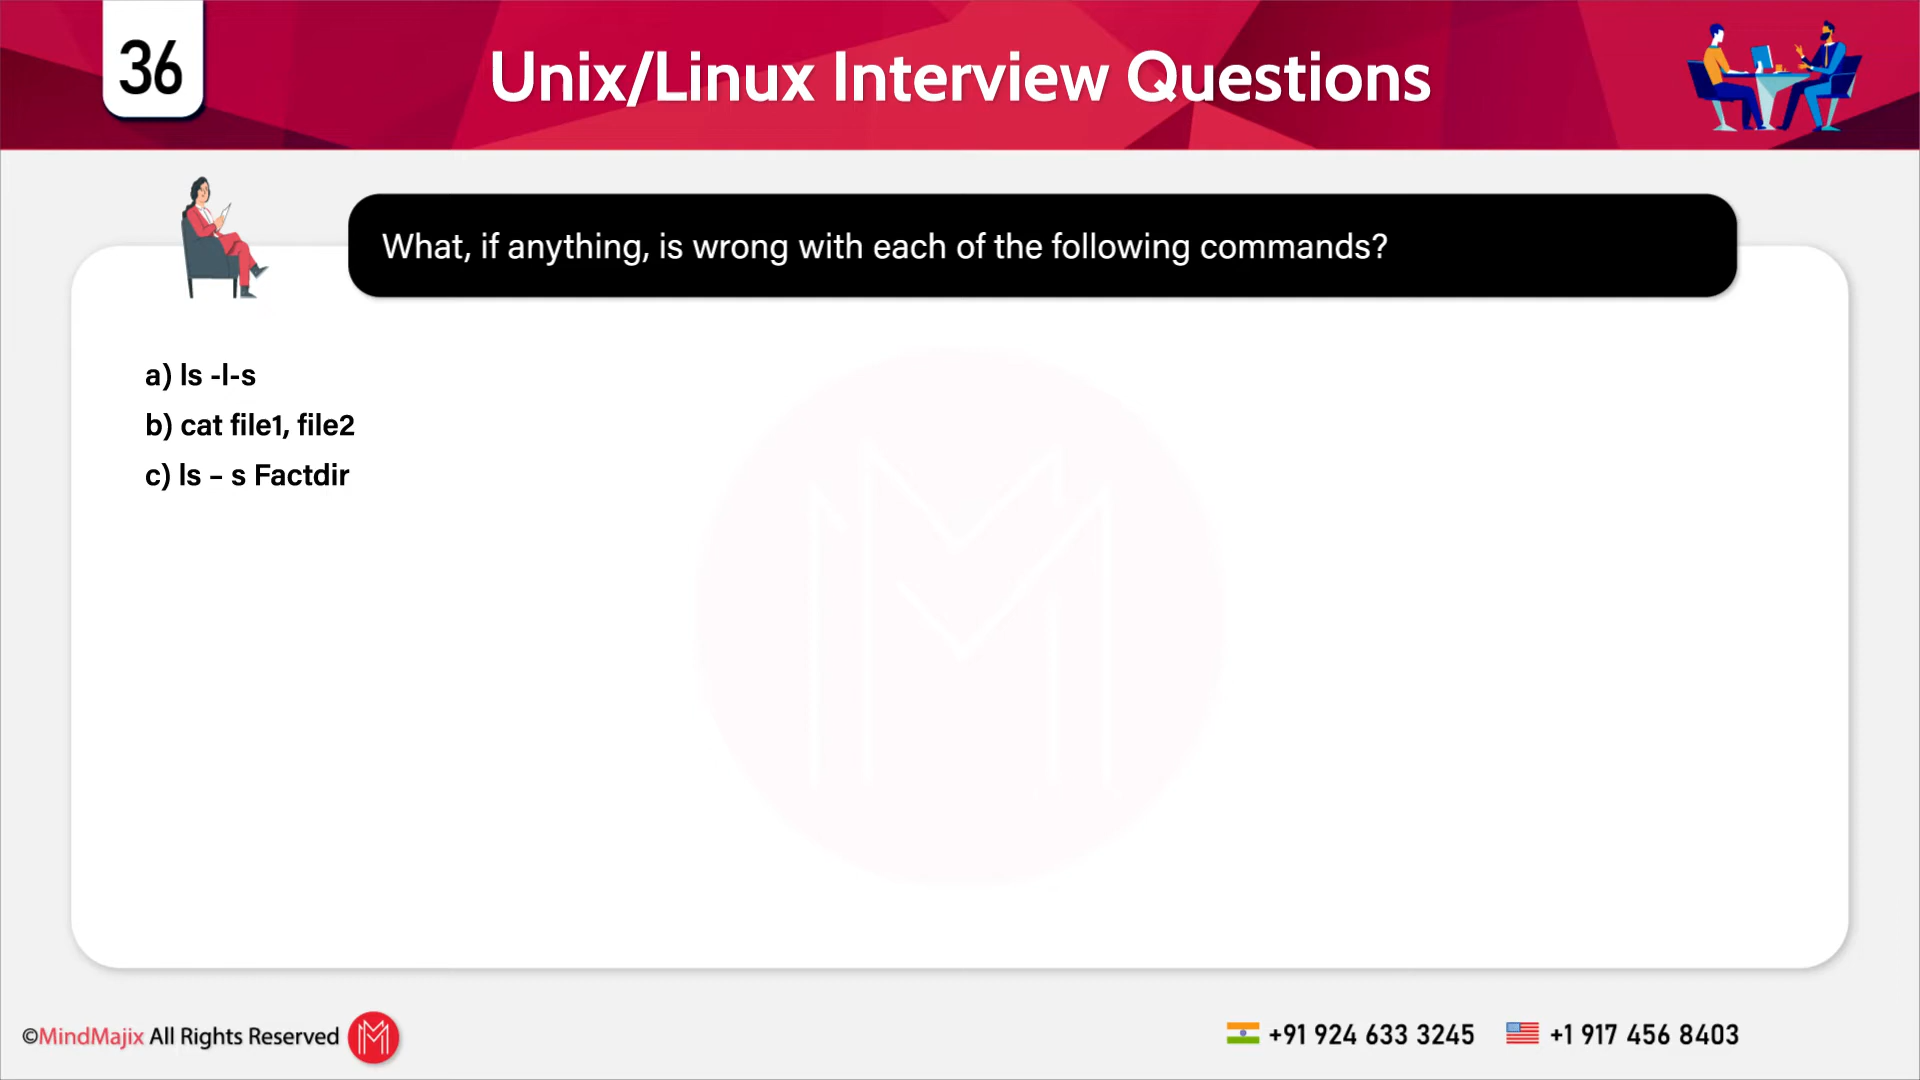 36
Unix/Linux Interview Questions
What, if anything, is wrong with each of the following commands?
a) ls -l-s
b) cat file1, file2
c) ls – s Factdir
©MindMajix All Rights Reserved
+91 924 633 3245
+1 917 456 8403